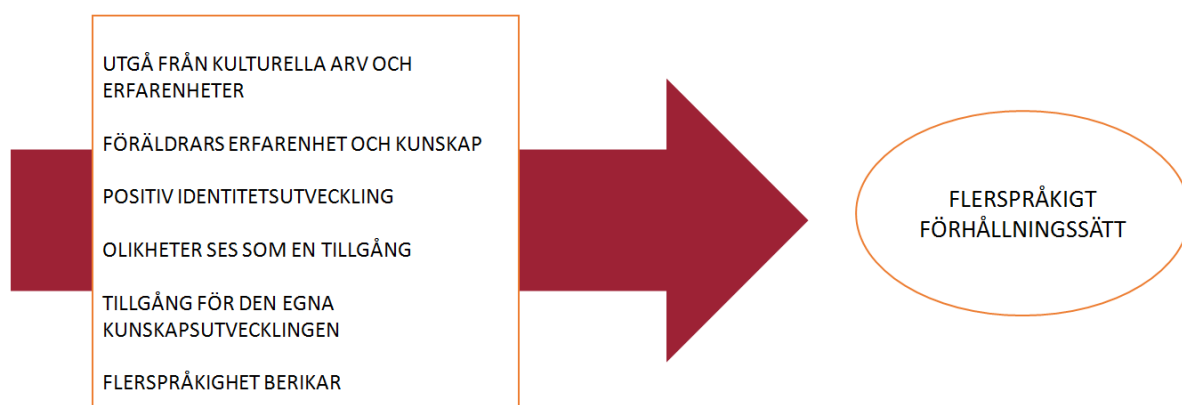 UTGÅ FRÅN KULTURELLA ARV OCH
ERFARENHETER
FÖRÄLDRARS ERFARENHET OCH KUNSKAP
POSITIV IDENTITETSUTVECKLING
OLIKHETER SES SOM EN TILLGÅNG
TILLGÅNG FÖR DEN EGNA
KUNSKAPSUTVECKLINGEN
FLERSPRÅKIGHET BERIKAR
FLERSPRÅKIGT
FÖRHÅLLNINGSSÄTT